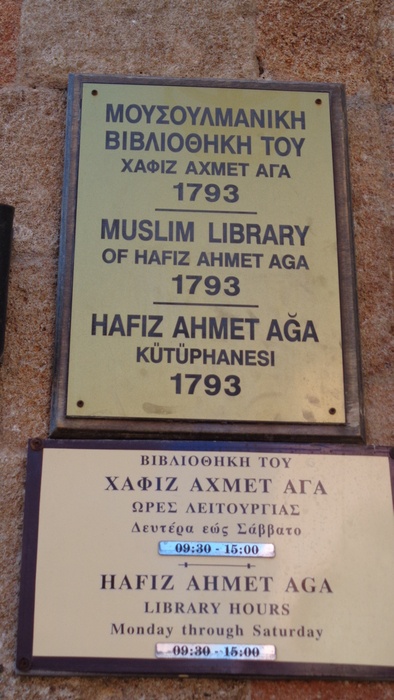 ΜΟΥΣΟΥΛΜΑΝΙΚΗ
ΒΙΒΛΙΟΘΗΚΗ ΤΟΥ
ΧΑΦΙΖ ΑΧΜΕΤ ΑΓΑ
1793
MUSLIM LIBRARY
OF HAFIZ AHMET AGA
1793
HAFIZ AHMET AĞA
KÜTÜPHANESI
1793
ΒΙΒΛΙΟΘΗΚΗ ΤΟΥ
ΧΑΦΙΖ ΑΧΜΕΤ ΑΓΑ
ΩΡΕΣ ΛΕΙΤΟΥΡΓΙΑΣ
Δευτέρα εώς Σάββατο
09:30 - 15:00
HAFIZ AHMET AGA
LIBRARY HOURS
Monday through Saturday
09:30 - 15:00